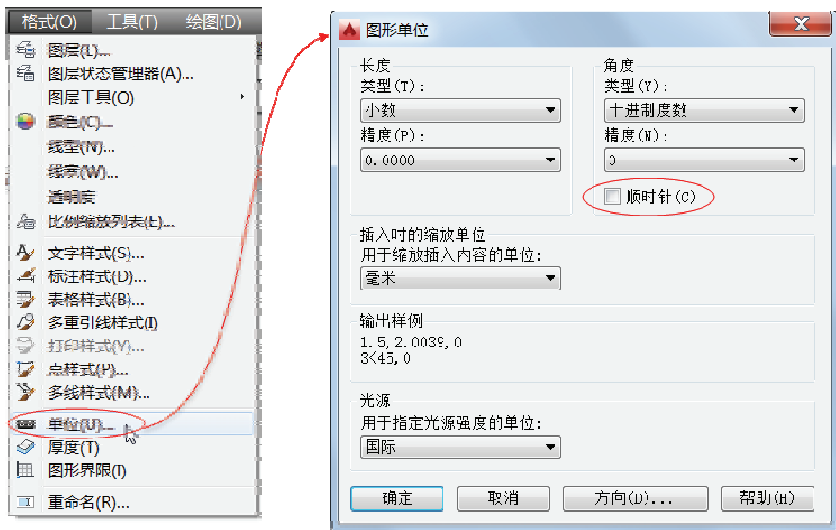 格式(O) 工具(T) 绘图(D)
图层(L)...
图层状态管理器(A)...
图层工具(O)
颜色(C)...
线型(N)...
线宽(W)...
透明度
比例缩放列表(E)...
文字样式(S)...
标注样式(D)...
表格样式(B)...
多重引线样式(I)
打印样式(Y)...
点样式(P)...
多线样式(M)...
单位(U)...
厚度(T)
图形界限(I)
重命名(R)...
图形单位
长度
类型(T):
小数
精度(P):
0.0000
角度
类型(Y):
十进制度数
精度(N):
0
顺时针(C)
插入时的缩放单位
用于缩放插入内容的单位:
毫米
输出样例
1.5,2.0039,0
3<45,0
光源
用于指定光源强度的单位:
国际
确定 取消 方向(D)... 帮助(H)